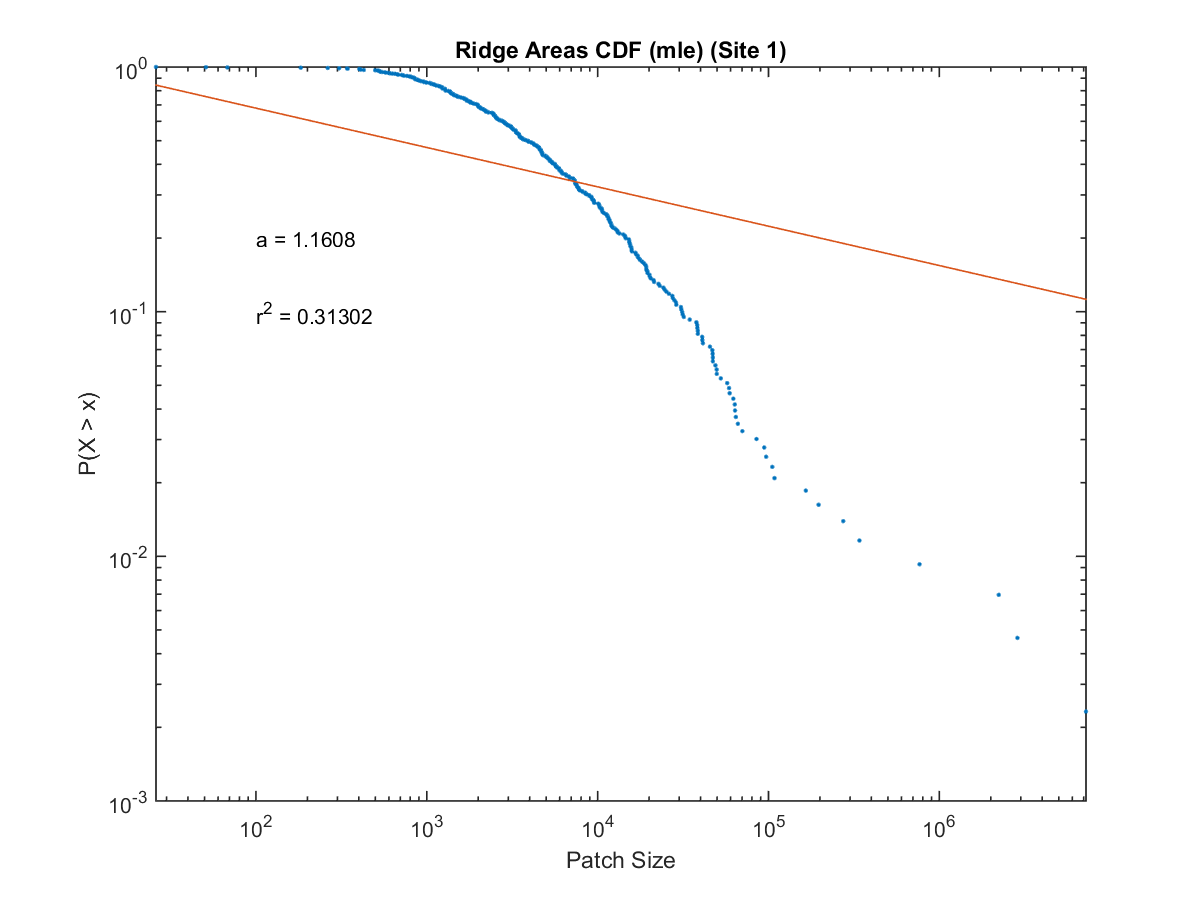 Ridge Areas CDF (mle) (Site 1)
10^0
a = 1.1608
r^2 = 0.31302
10^-1
P(X > x)
10^-2
10^-3
10^2 10^3 10^4 10^5 10^6
Patch Size